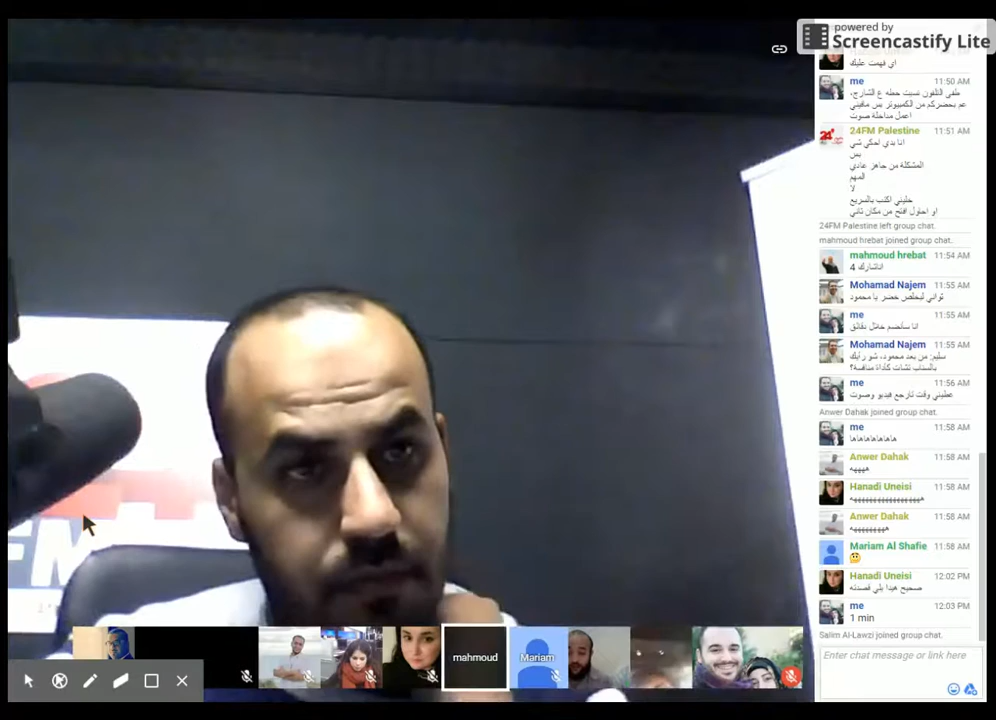 powered by
Screencastify Lite
اي فهمت عليك
me 11:50 AM
طفى التلفون نسيت حطه ع الشارج،
عم بحضركم من الكمبيوتر بس مافيني
اعمل مداخلة صوت
24FM Palestine 11:51 AM
انا بدي احكي شي
بس
المشكلة من جاهز عادي
المهم
لا
خليني اكتب بالسريع
او احاول افتح من مكان تاني
24FM Palestine left group chat.
mahmoud hrebat joined group chat.
mahmoud hrebat 11:54 AM
اناشارك 4
Mohamad Najem 11:55 AM
ثواني ليخلص خضر يا محمود
me 11:55 AM
انا سأنضم خلال دقائق
Mohamad Najem 11:55 AM
سليم: من بعد محمود، شو رأيك
بالسناب تشات كأداة منافسة؟
me 11:56 AM
عطيني وقت تارجع فيديو وصوت
Anwer Dahak joined group chat.
me 11:58 AM
هاهاهاهاهاها
Anwer Dahak 11:58 AM
ههههه
Hanadi Uneisi 11:58 AM
Anwer Dahak 11:58 AM
Mariam Al Shafie 11:58 AM
Hanadi Uneisi 12:02 PM
صحيح هيدا يلي قصدته
me 12:03 PM
1 min
Salim Al-Lawzi joined group chat.
Enter chat message or link here
FM
mahmoud
Mariam